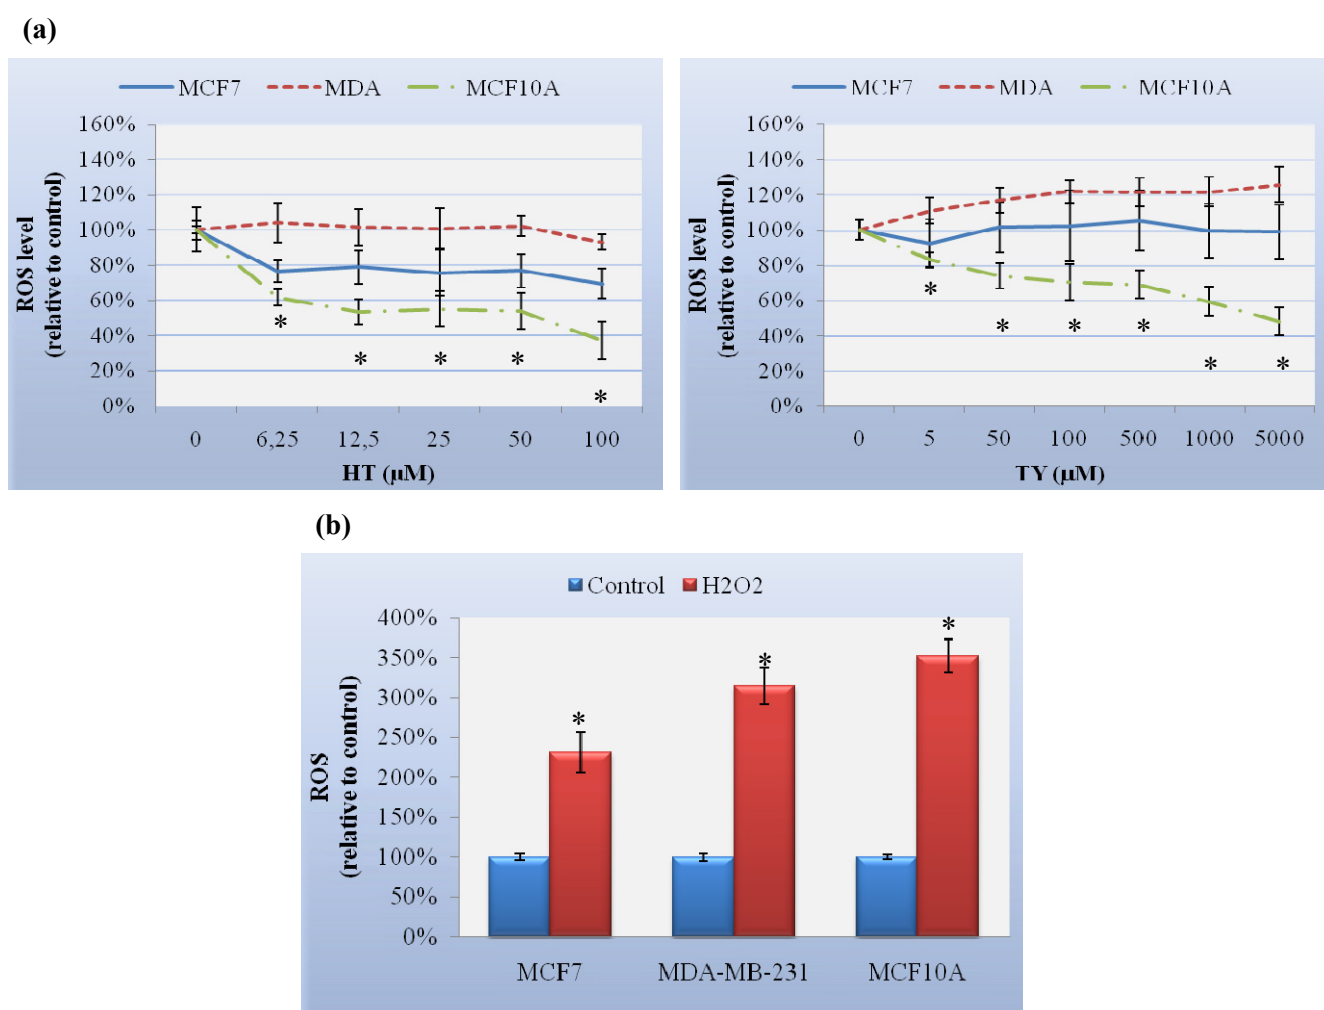 (a)
MCF7 MDA MCF10A
160%
140%
120%
100%
80%
60%
40%
20%
0%
ROS level
(relative to control)
* * * * *
0 6,25 12,5 25 50 100
HT (μM)
MCF7 MDA MCF10A
160%
140%
120%
100%
80%
60%
40%
20%
0%
ROS level
(relative to control)
* * * * * *
0 5 50 100 500 1000 5000
TY (μM)
(b)
Control H2O2
400%
350%
300%
250%
200%
150%
100%
50%
0%
ROS
(relative to control)
* * *
MCF7 MDA-MB-231 MCF10A